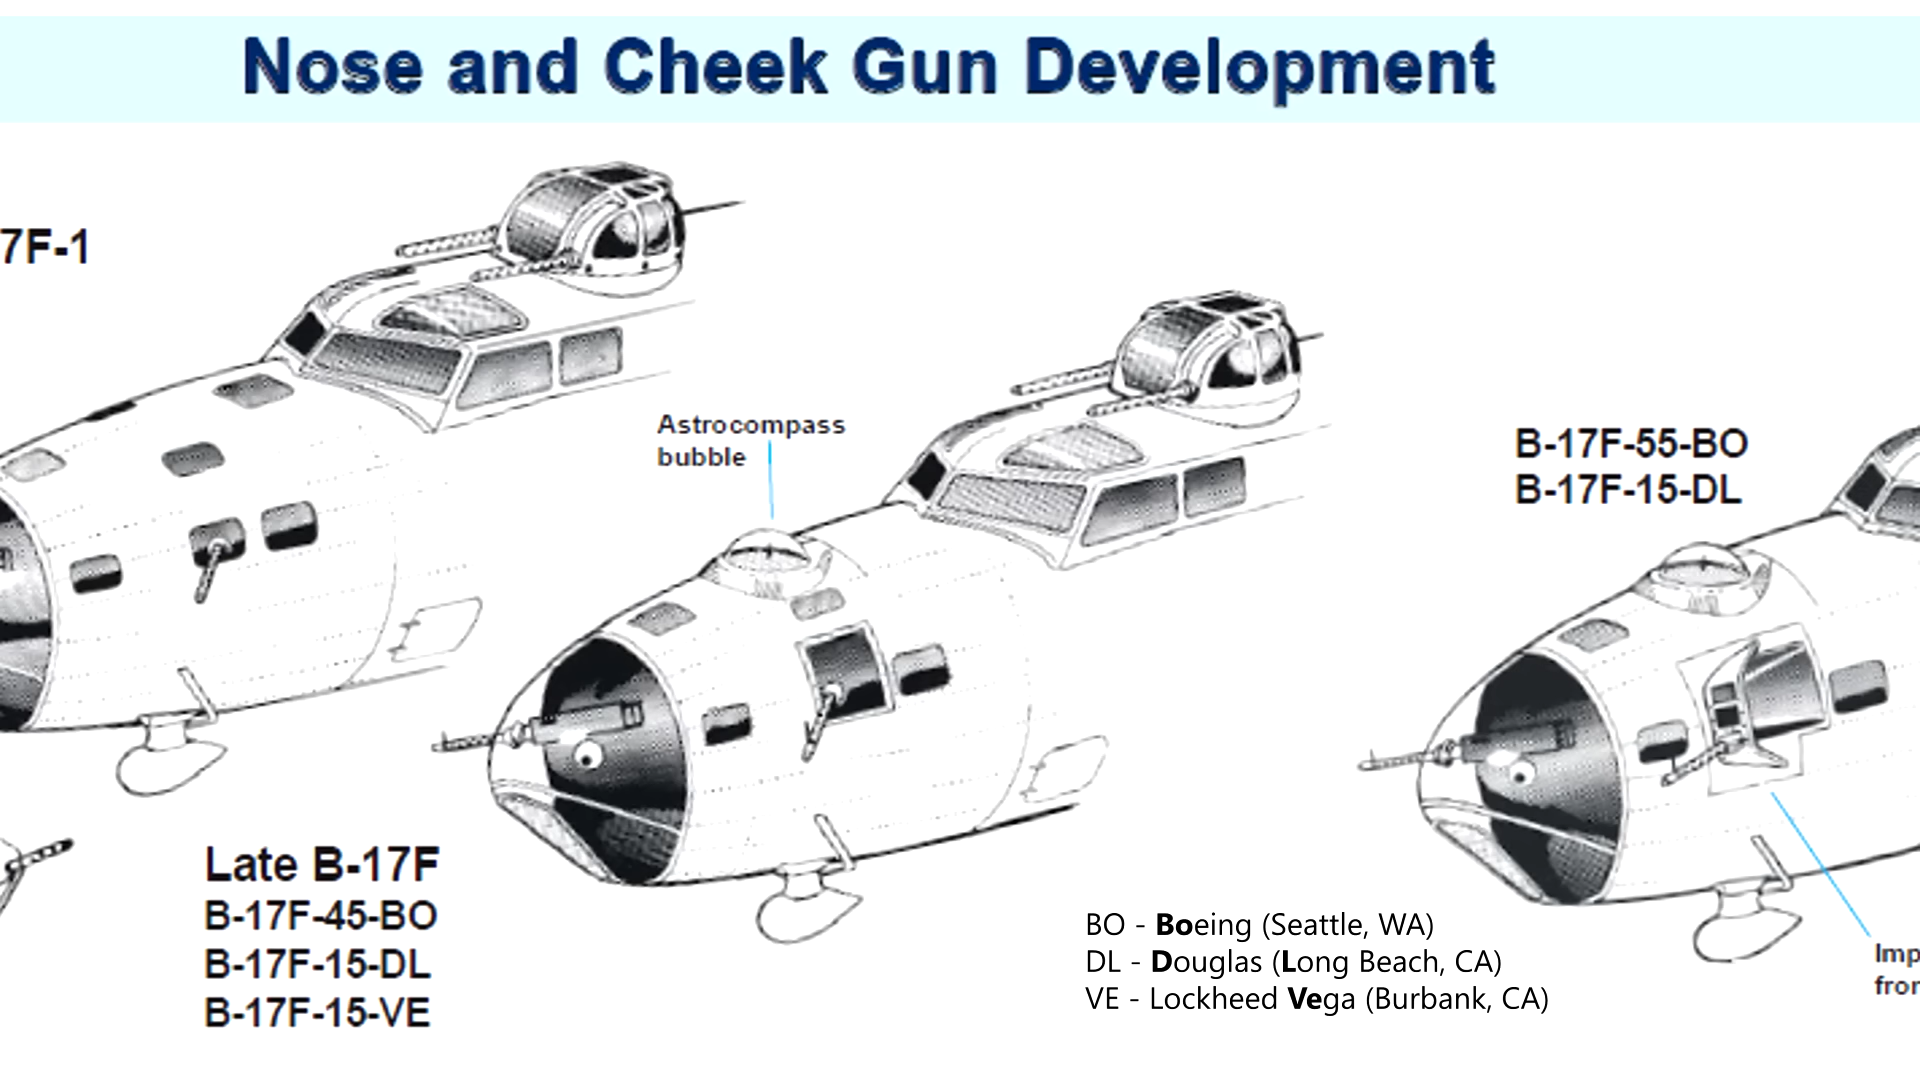 Nose and Cheek Gun Development
7F-1
Astrocompass
bubble
B-17F-55-BO
B-17F-15-DL
Late B-17F
B-17F-45-BO
B-17F-15-DL
B-17F-15-VE
BO - Boeing (Seattle, WA)
DL - Douglas (Long Beach, CA)
VE - Lockheed Vega (Burbank, CA)
Imp
fror